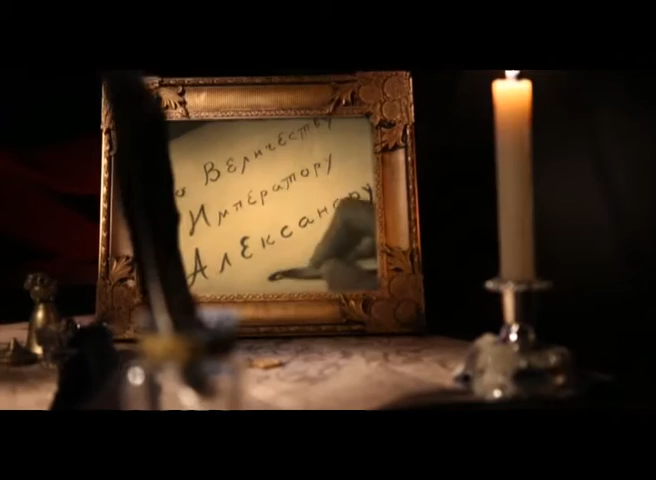 Величеству
Императору
Александру